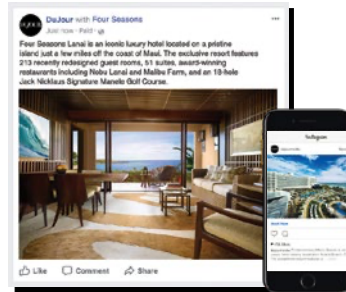 DuJour with Four Seasons
Just now · Paid ·
Four Seasons Lanai is an iconic luxury hotel located on a pristine
island just a few miles off the coast of Maui. The exclusive resort features
213 recently redesigned guest rooms, 51 suites, award-winning
restaurants including Nobu Lanai and Malibu Farm, and an 18-hole
Jack Nicklaus Signature Manele Golf Course.
Like Comment Share
Instagram